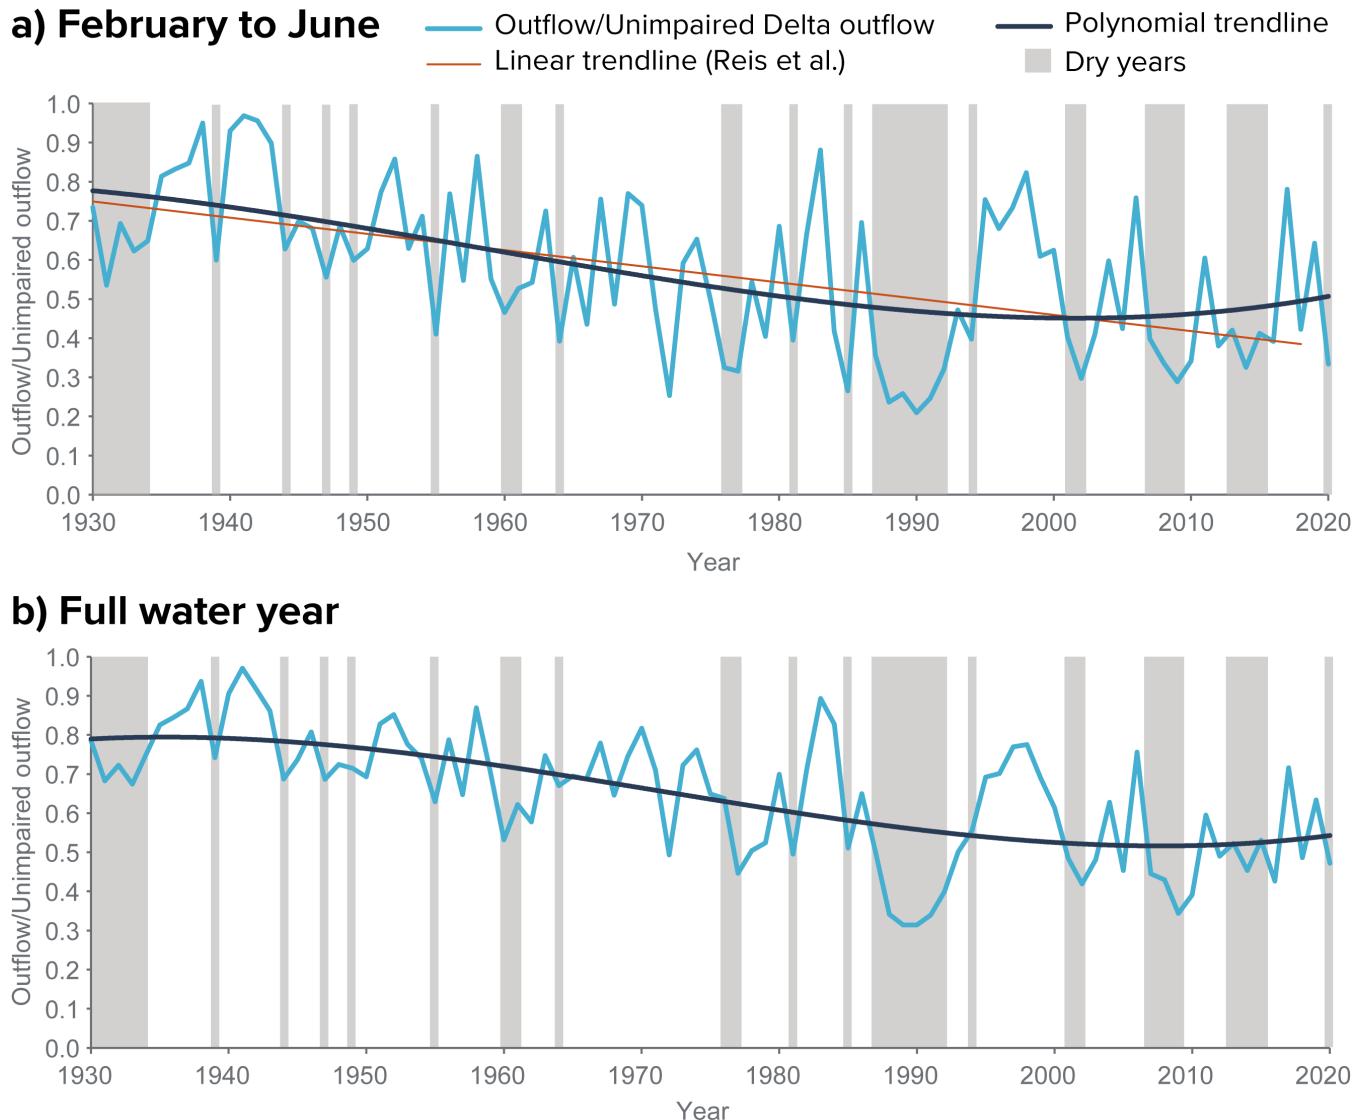 a) February to June
Outflow/Unimpaired Delta outflow
Polynomial trendline
Linear trendline (Reis et al.)
Dry years
Outflow/Unimpaired outflow
1.0
0.9
0.8
0.7
0.6
0.5
0.4
0.3
0.2
0.1
0.0
1930 1940 1950 1960 1970 1980 1990 2000 2010 2020
Year
b) Full water year
Outflow/Unimpaired outflow
1.0
0.9
0.8
0.7
0.6
0.5
0.4
0.3
0.2
0.1
0.0
1930 1940 1950 1960 1970 1980 1990 2000 2010 2020
Year